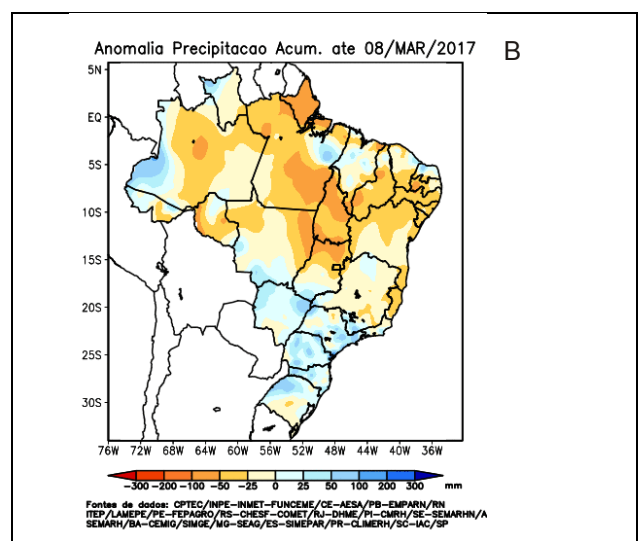 Anomalia Precipitacao Acum. ate 08/MAR/2017
B
5N
EQ
5S
10S
15S
20S
25S
30S
76W 72W 68W 64W 60W 56W 52W 48W 44W 40W 36W
-300 -200 -100 -50 -25 0 25 50 100 200 300 mm
Fontes de dados: CPTEC/INPE-INMET-FUNCEME/CE-AESA/PB-EMPARN/RN
ITEP/LAMEPE/PE-FEPAGRO/RS-CHESF-COMET/RJ-DHME/PI-CMRH/SE-SEMARHN/A
SEMARH/BA-CEMIG/SIMGE/MG-SEAG/ES-SIMEPAR/PR-CLIMERH/SC-IAC/SP